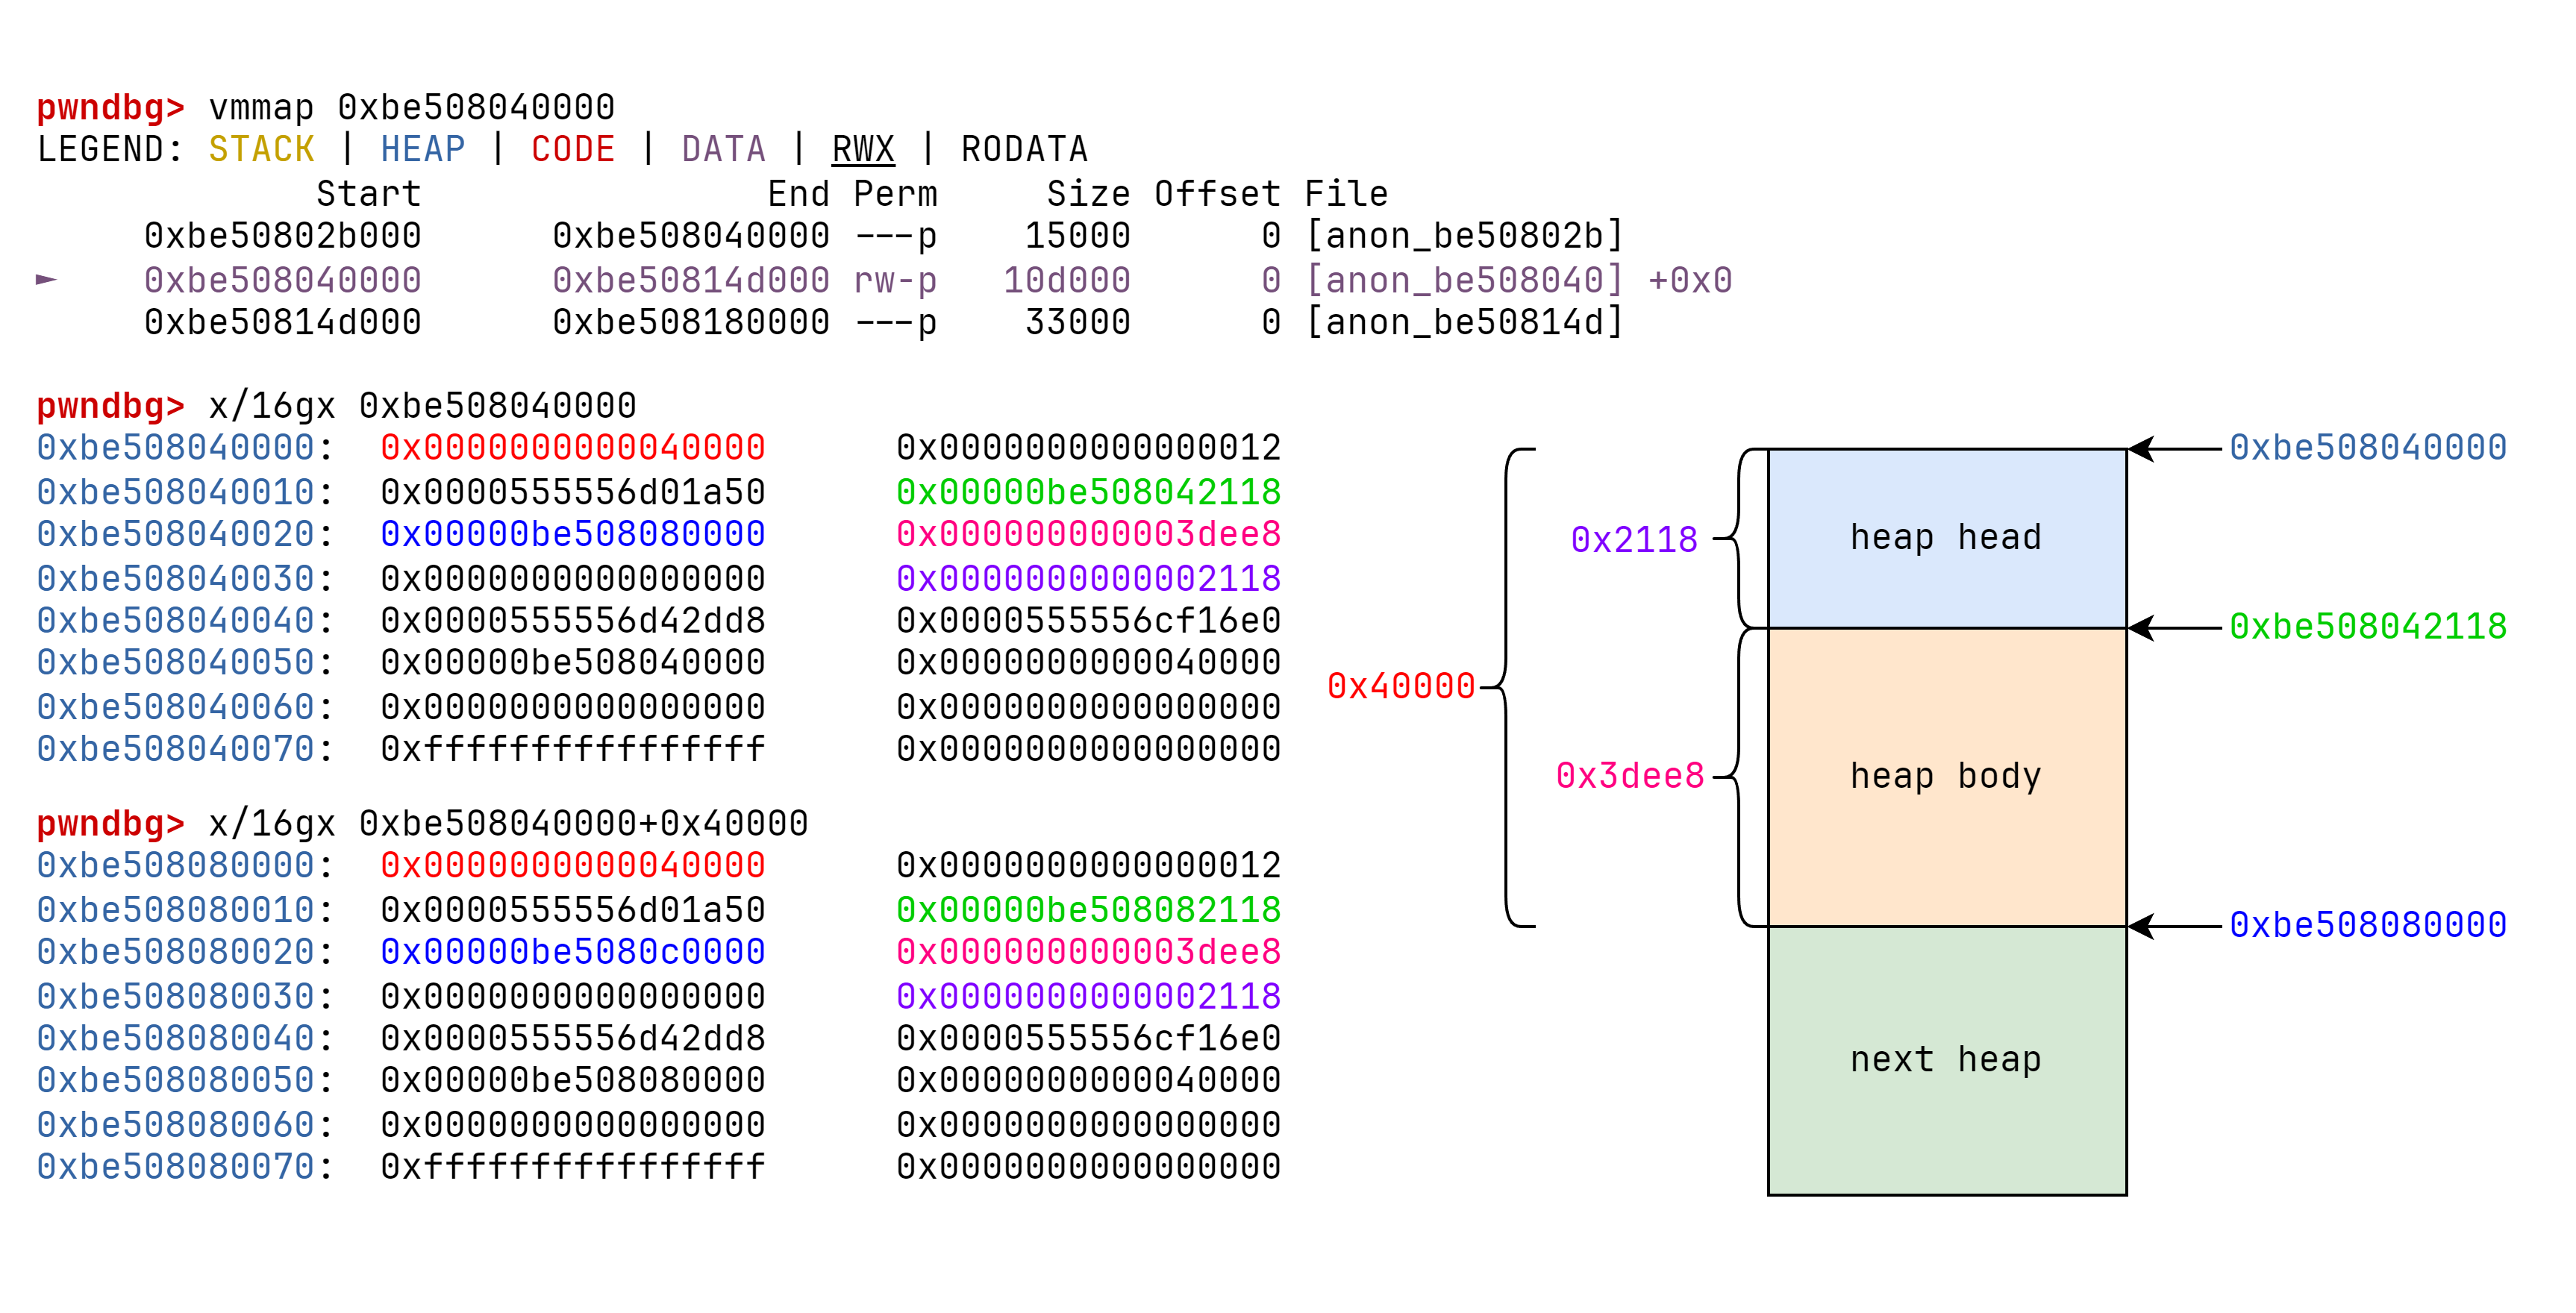 pwndbg> vmmap 0xbe508040000
LEGEND: STACK | HEAP | CODE | DATA | RWX | RODATA
Start End Perm Size Offset File
0xbe50802b000 0xbe508040000 ---p 15000 0 [anon_be50802b]
► 0xbe508040000 0xbe50814d000 rw-p 10d000 0 [anon_be508040] +0x0
0xbe50814d000 0xbe508180000 ---p 33000 0 [anon_be50814d]
pwndbg> x/16gx 0xbe508040000
0xbe508040000: 0x0000000000040000 0x0000000000000012
0xbe508040010: 0x0000555556d01a50 0x00000be508042118
0xbe508040020: 0x00000be508080000 0x000000000003dee8
0xbe508040030: 0x0000000000000000 0x0000000000002118
0xbe508040040: 0x0000555556d42dd8 0x0000555556cf16e0
0xbe508040050: 0x00000be508040000 0x0000000000040000
0xbe508040060: 0x0000000000000000 0x0000000000000000
0xbe508040070: 0xffffffffffffffff 0x0000000000000000
pwndbg> x/16gx 0xbe508040000+0x40000
0xbe508080000: 0x0000000000040000 0x0000000000000012
0xbe508080010: 0x0000555556d01a50 0x00000be508082118
0xbe508080020: 0x00000be5080c0000 0x000000000003dee8
0xbe508080030: 0x0000000000000000 0x0000000000002118
0xbe508080040: 0x0000555556d42dd8 0x0000555556cf16e0
0xbe508080050: 0x00000be508080000 0x0000000000040000
0xbe508080060: 0x0000000000000000 0x0000000000000000
0xbe508080070: 0xffffffffffffffff 0x0000000000000000
0x40000
0x2118
0x3dee8
heap head
heap body
next heap
0xbe508040000
0xbe508042118
0xbe508080000